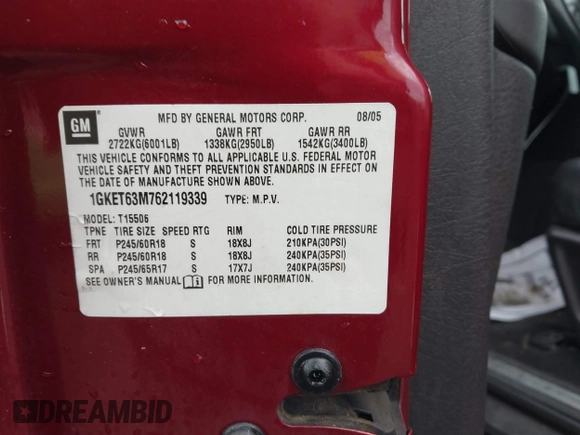 GM
MFD BY GENERAL MOTORS CORP. 08/05
GVWR GAWR FRT GAWR RR
2722KG(6001LB) 1338KG(2950LB) 1542KG(3400LB)
THIS VEHICLE CONFORMS TO ALL APPLICABLE U.S. FEDERAL MOTOR
VEHICLE SAFETY AND THEFT PREVENTION STANDARDS IN EFFECT ON
THE DATE OF MANUFACTURE SHOWN ABOVE.
1GKET63M762119339 TYPE: M.P.V.
MODEL: T15506
TPNE TIRE SIZE SPEED RTG RIM COLD TIRE PRESSURE
FRT P245/60R18 S 18X8J 210KPA(30PSI)
RR P245/60R18 S 18X8J 240KPA(35PSI)
SPA P245/65R17 S 17X7J 240KPA(35PSI)
SEE OWNER'S MANUAL FOR MORE INFORMATION
DREAMBID